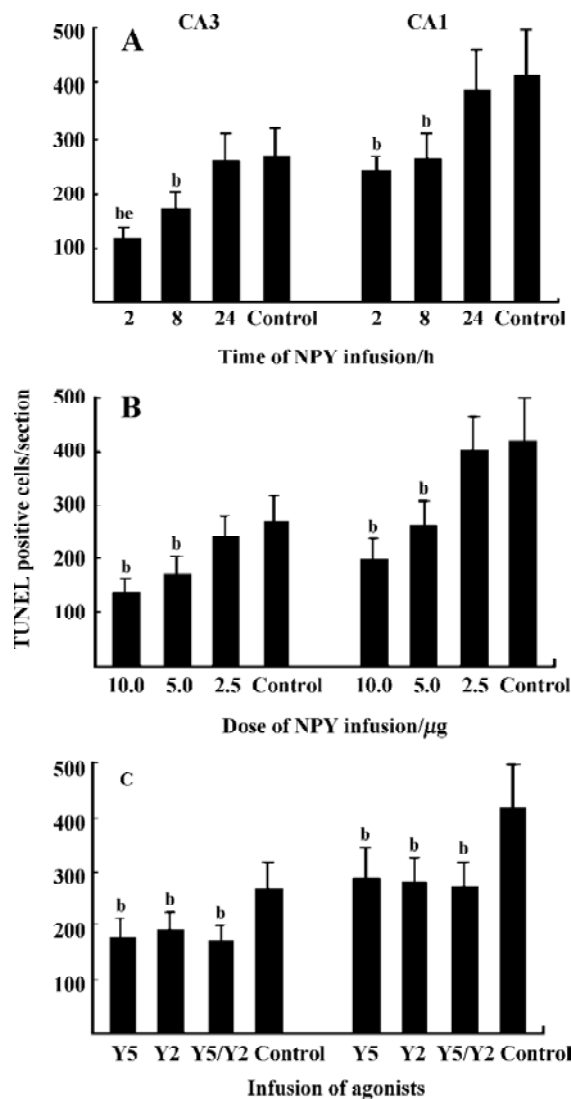 CA3 CA1
500 A
400
300
200
100
be b b b
2 8 24 Control 2 8 24 Control
Time of NPY infusion/h
TUNEL positive cells/section
500 B
400
300
200
100
b b b b
10.0 5.0 2.5 Control 10.0 5.0 2.5 Control
Dose of NPY infusion/μg
500 C
400
300
200
100
b b b b b b
Y5 Y2 Y5/Y2 Control Y5 Y2 Y5/Y2 Control
Infusion of agonists